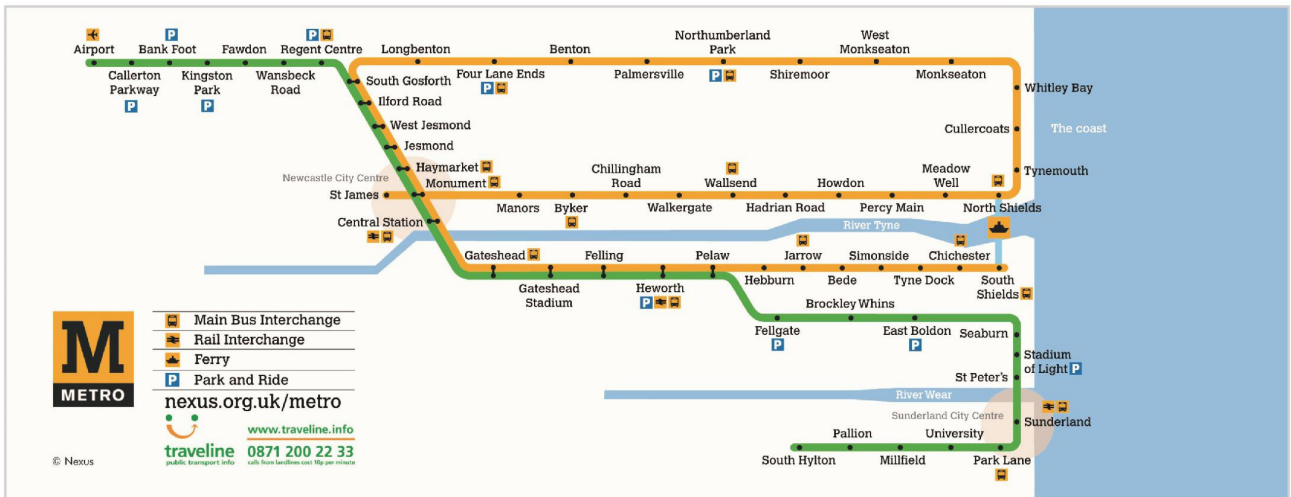 Airport
Callerton
Parkway
P
Bank Foot
P
Kingston
Park
P
Fawdon
Wansbeck
Road
Regent Centre
P
South Gosforth
Ilford Road
West Jesmond
Jesmond
Haymarket
Newcastle City Centre
Monument
St James
Central Station
Longbenton
Four Lane Ends
P
Benton
Palmersville
Northumberland
Park
P
Shiremoor
West
Monkseaton
Monkseaton
Whitley Bay
Cullercoats
The coast
Tynemouth
Manors
Byker
Chillingham
Road
Walkergate
Wallsend
Hadrian Road
Howdon
Percy Main
Meadow
Well
North Shields
River Tyne
Gateshead
Gateshead
Stadium
Felling
Heworth
P
Pelaw
Hebburn
Jarrow
Bede
Simonside
Tyne Dock
Chichester
South
Shields
Fellgate
P
Brockley Whins
East Boldon
P
Seaburn
Stadium
of Light P
St Peter's
River Wear
Sunderland City Centre
Sunderland
Park Lane
University
Millfield
Pallion
South Hylton
M
METRO
Main Bus Interchange
Rail Interchange
Ferry
P Park and Ride
nexus.org.uk/metro
traveline
public transport info
www.traveline.info
0871 200 22 33
calls from landlines cost 10p per minute
© Nexus